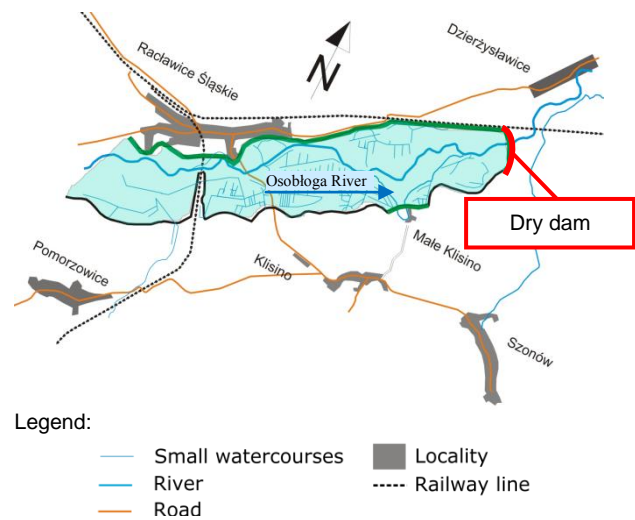 Racławice Śląskie
N
Dzierżysławice
Osobłoga River
Dry dam
Pomorzowice
Klisino
Małe Klisino
Szonów
Legend:
Small watercourses
River
Road
Locality
Railway line